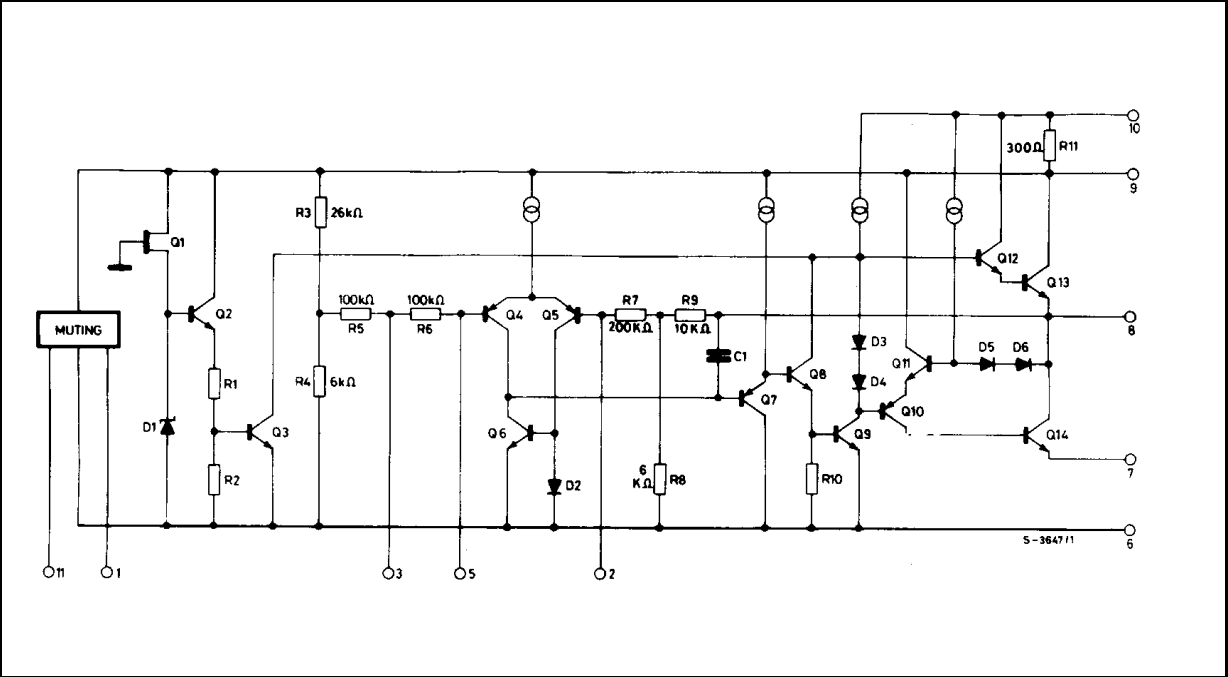 10
300Ω R11
9
R3 26kΩ
Q1
Q12
Q13
100kΩ 100kΩ
R7 R9
Q2
R5 R6
Q4 Q5
200KΩ 10KΩ
8
MUTING
D3
D5 D6
C1
Q11
Q8
R1
R4 6kΩ
D4
Q7
Q10
D1
Q3
Q6
Q9
Q14
7
R2
D2
6
KΩ R8
R10
S-3647/1
6
11 1 3 5 2